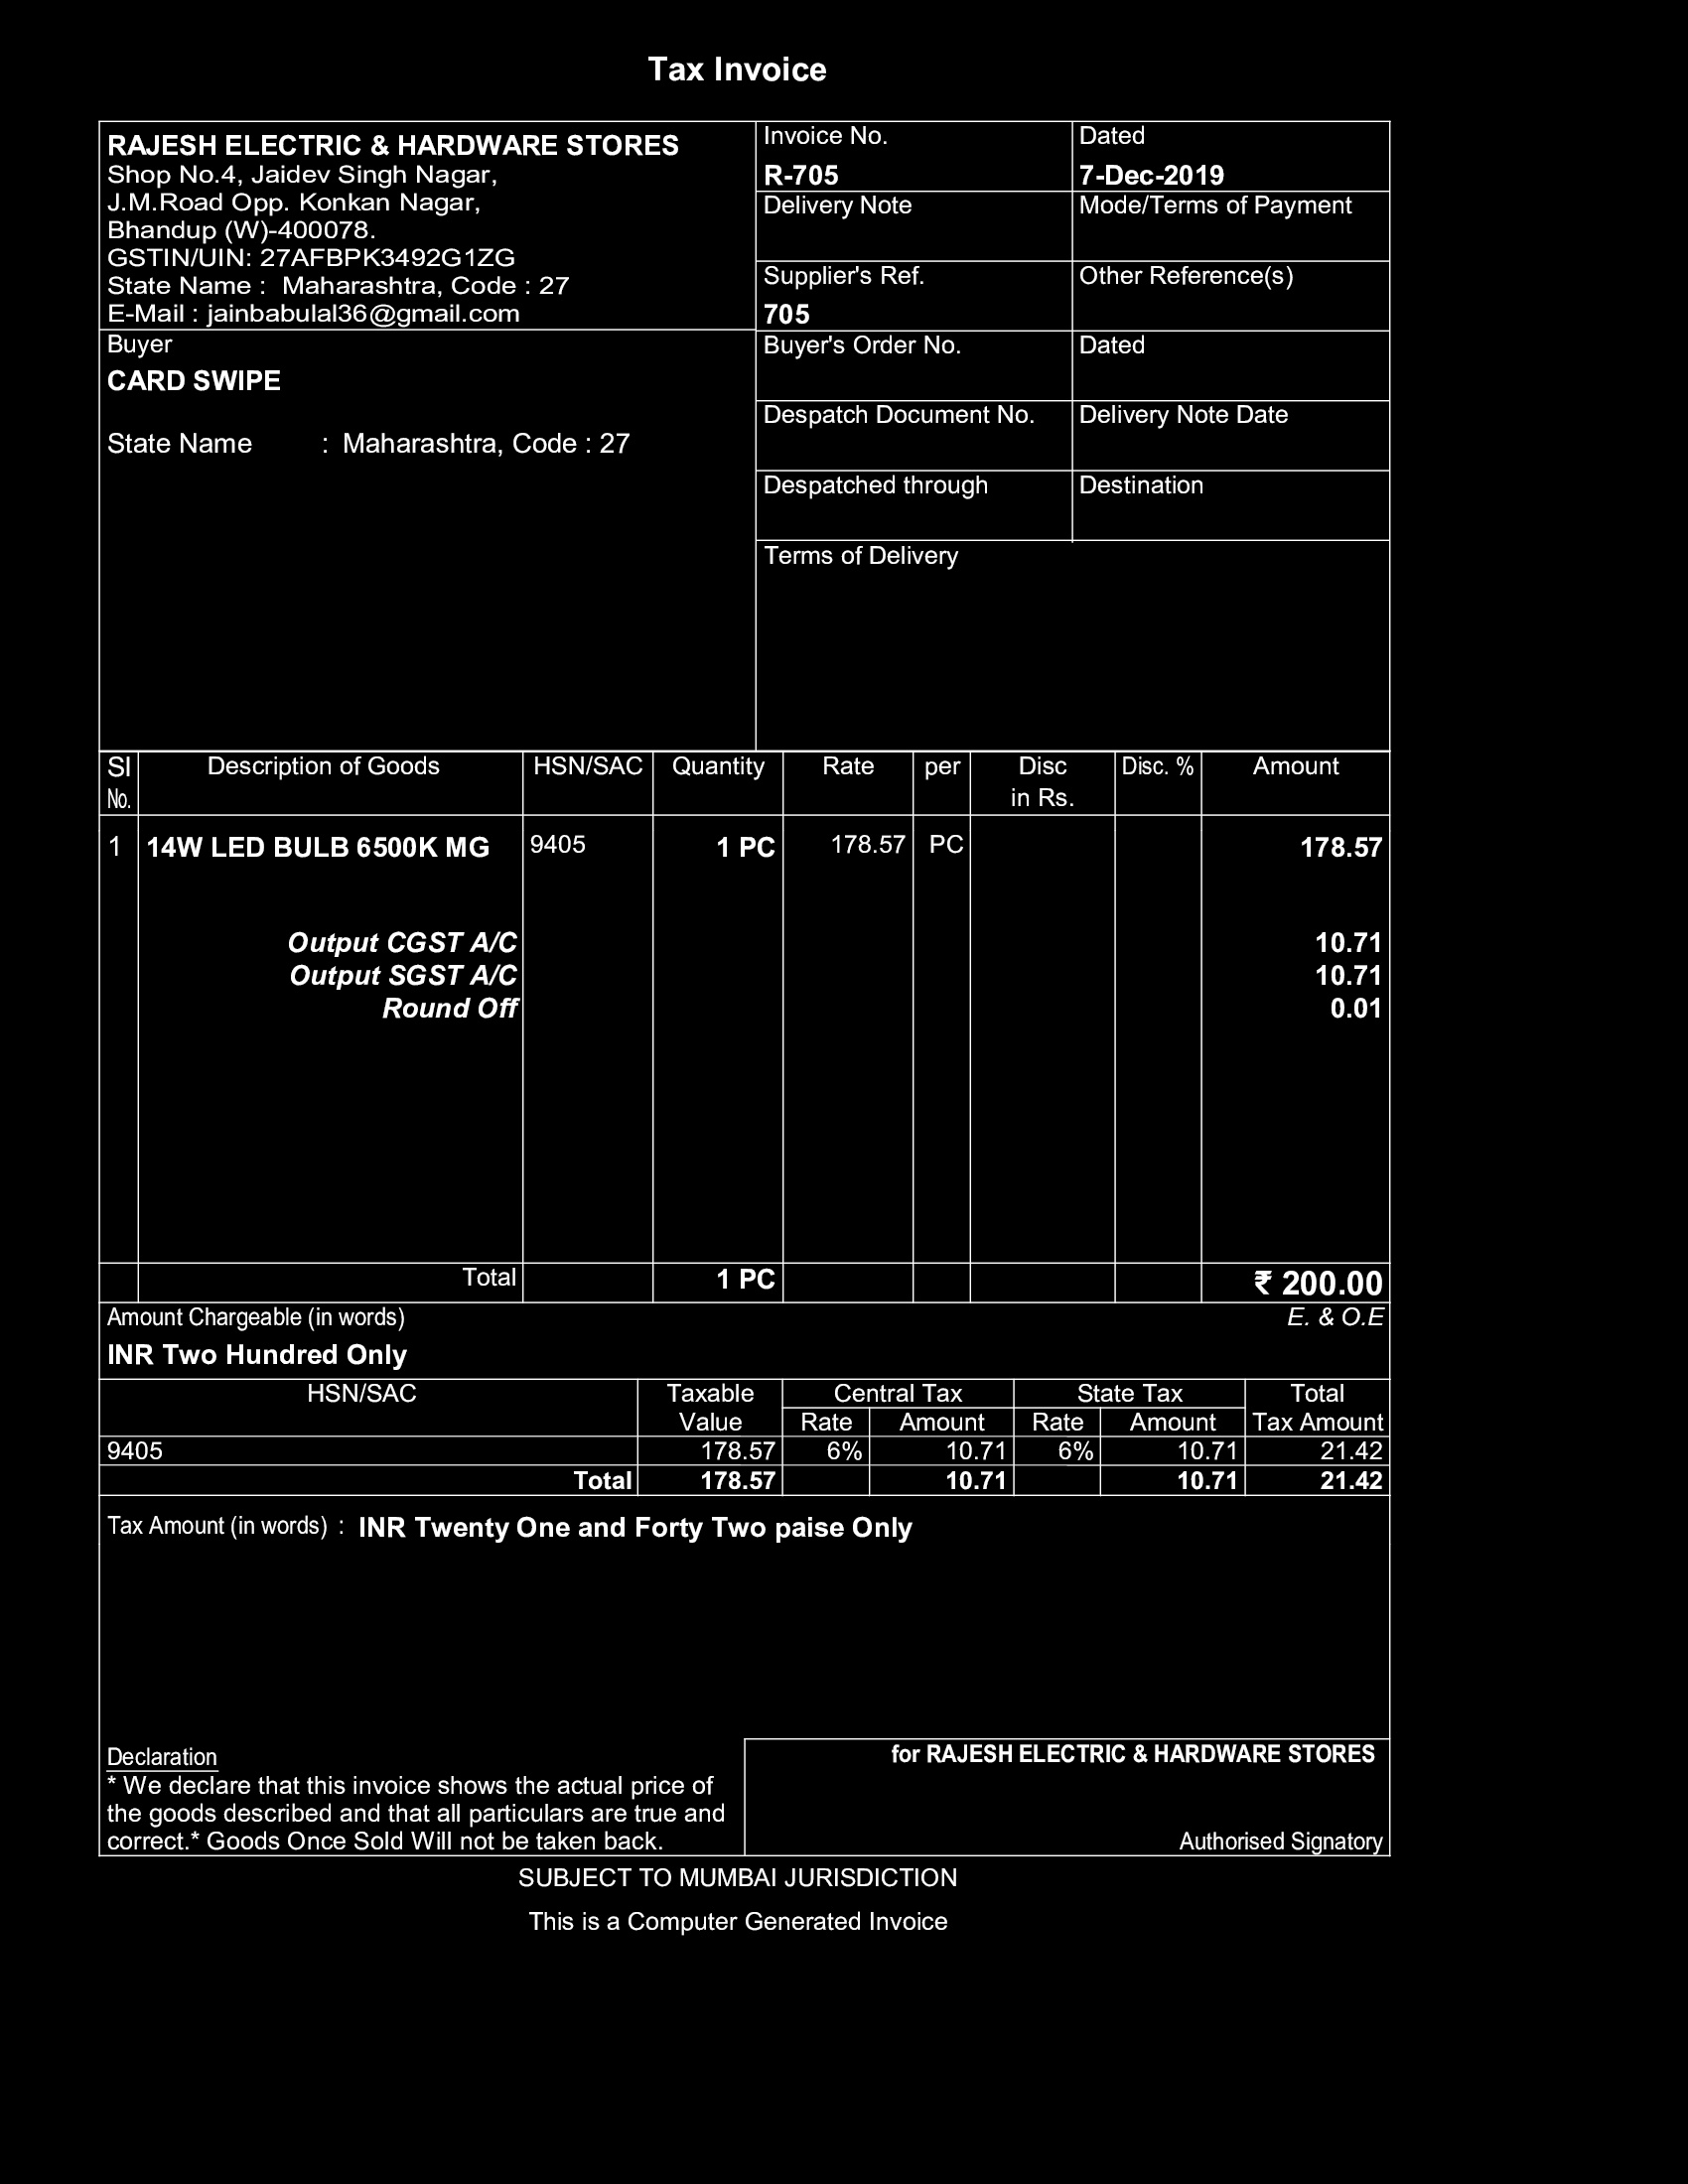 Tax Invoice
RAJESH ELECTRIC & HARDWARE STORES
Shop No.4, Jaidev Singh Nagar,
J.M.Road Opp. Konkan Nagar,
Bhandup (W)-400078.
GSTIN/UIN: 27AFBPK3492G1ZG
State Name :  Maharashtra, Code : 27
E-Mail : jainbabulal36@gmail.com
Buyer
CARD SWIPE
State Name : Maharashtra, Code : 27
Invoice No. Dated
R-705 7-Dec-2019
Delivery Note Mode/Terms of Payment
Supplier's Ref. Other Reference(s)
705
Buyer's Order No. Dated
Despatch Document No. Delivery Note Date
Despatched through Destination
Terms of Delivery
Sl Description of Goods HSN/SAC Quantity Rate per Disc Disc. % Amount
No. in Rs.
1 14W LED BULB 6500K MG 9405 1 PC 178.57 PC 178.57
Output CGST A/C 10.71
Output SGST A/C 10.71
Round Off 0.01
Total 1 PC ₹ 200.00
Amount Chargeable (in words) E. & O.E
INR Two Hundred Only
HSN/SAC Taxable Central Tax State Tax Total
Value Rate Amount Rate Amount Tax Amount
9405 178.57 6% 10.71 6% 10.71 21.42
Total 178.57 10.71 10.71 21.42
Tax Amount (in words) : INR Twenty One and Forty Two paise Only
Declaration
* We declare that this invoice shows the actual price of
the goods described and that all particulars are true and
correct.* Goods Once Sold Will not be taken back.
for RAJESH ELECTRIC & HARDWARE STORES
Authorised Signatory
SUBJECT TO MUMBAI JURISDICTION
This is a Computer Generated Invoice